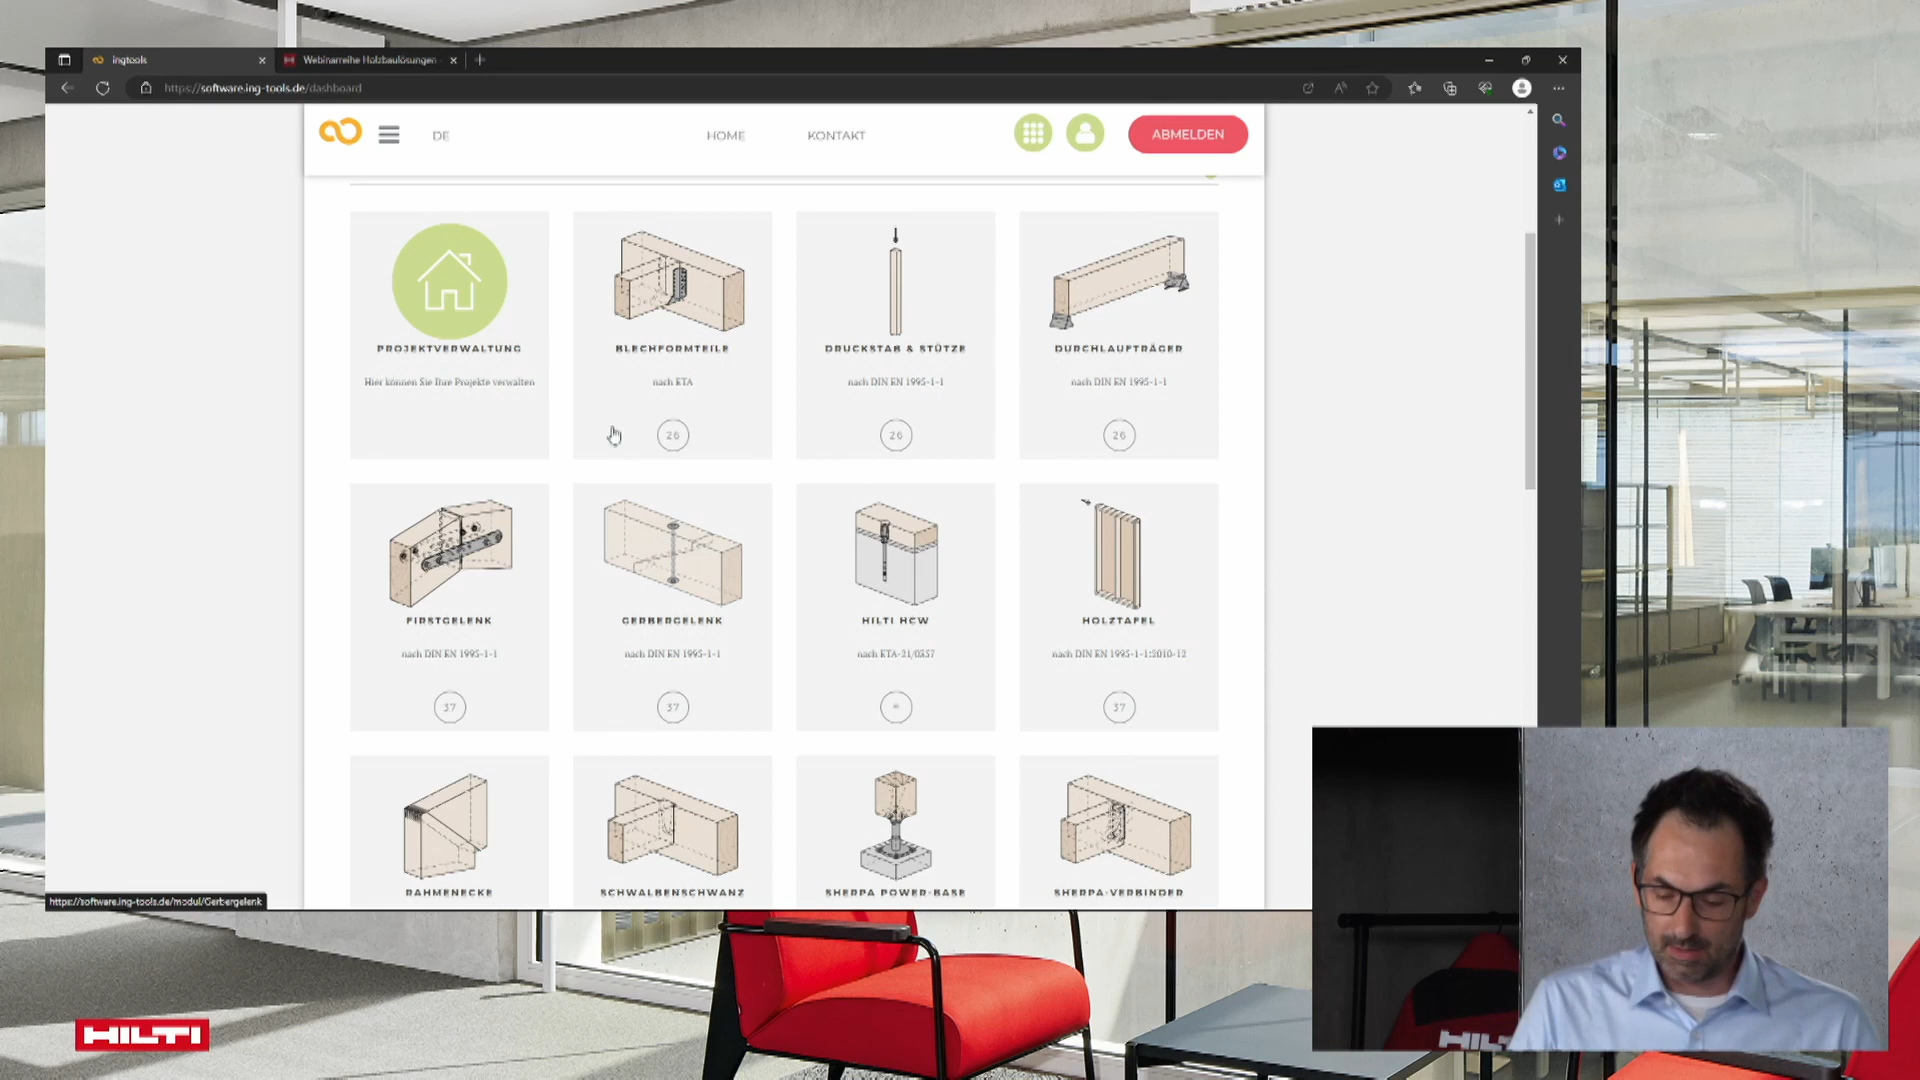 ingtools
Webinarreihe Holzbaulösungen
https://software.ing-tools.de/dashboard
DE
HOME
KONTAKT
ABMELDEN
PROJEKTVERWALTUNG
BLECHFORMTEILE
DRUCKSTAB & STÜTZE
DURCHLAUFTRÄGER
Hier können Sie Ihre Projekte verwalten
nach ETA
nach DIN EN 1995-1-1
nach DIN EN 1995-1-1
26
26
26
FIRSTGELENK
GERBERGELENK
HILTI HCW
HOLZTAFEL
nach DIN EN 1995-1-1
nach DIN EN 1995-1-1
nach ETA-21/0357
nach DIN EN 1995-1-1:2010-12
37
37
37
RAHMENECKE
SCHWALBENSCHWANZ
SHERPA POWER-BASE
SHERPA-VERBINDER
https://software.ing-tools.de/modul/Gerbergelenk
HILTI